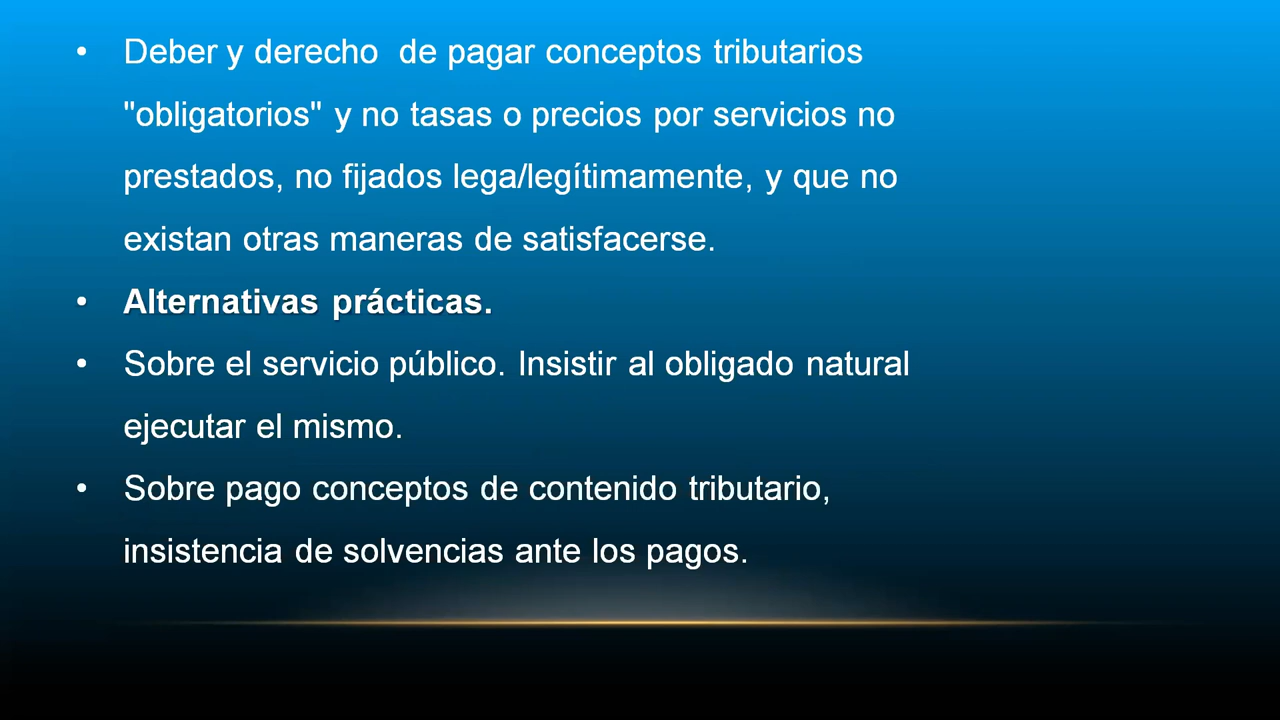 • Deber y derecho  de pagar conceptos tributarios
"obligatorios" y no tasas o precios por servicios no
prestados, no fijados lega/legítimamente, y que no
existan otras maneras de satisfacerse.
• Alternativas prácticas.
• Sobre el servicio público. Insistir al obligado natural
ejecutar el mismo.
• Sobre pago conceptos de contenido tributario,
insistencia de solvencias ante los pagos.